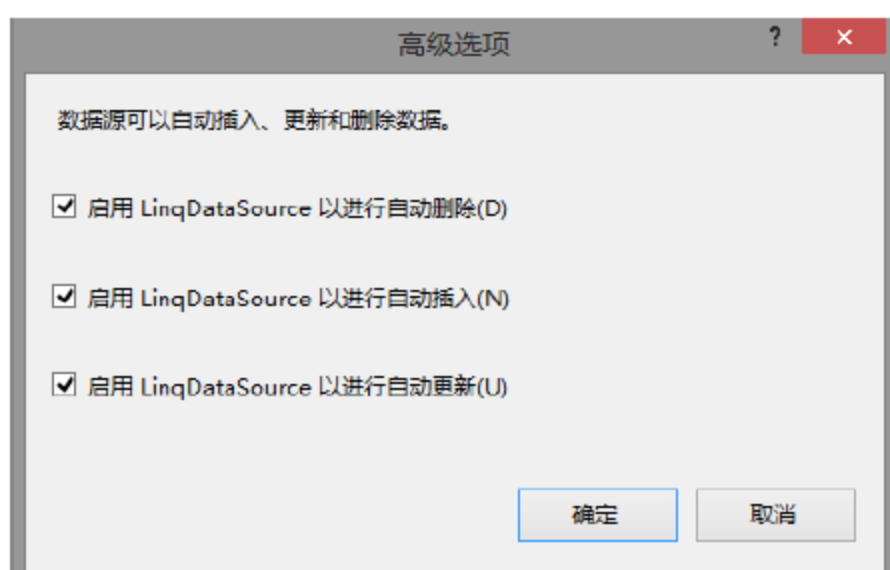 高级选项
?
数据源可以自动插入、更新和删除数据。
启用 LinqDataSource 以进行自动删除(D)
启用 LinqDataSource 以进行自动插入(N)
启用 LinqDataSource 以进行自动更新(U)
确定 取消